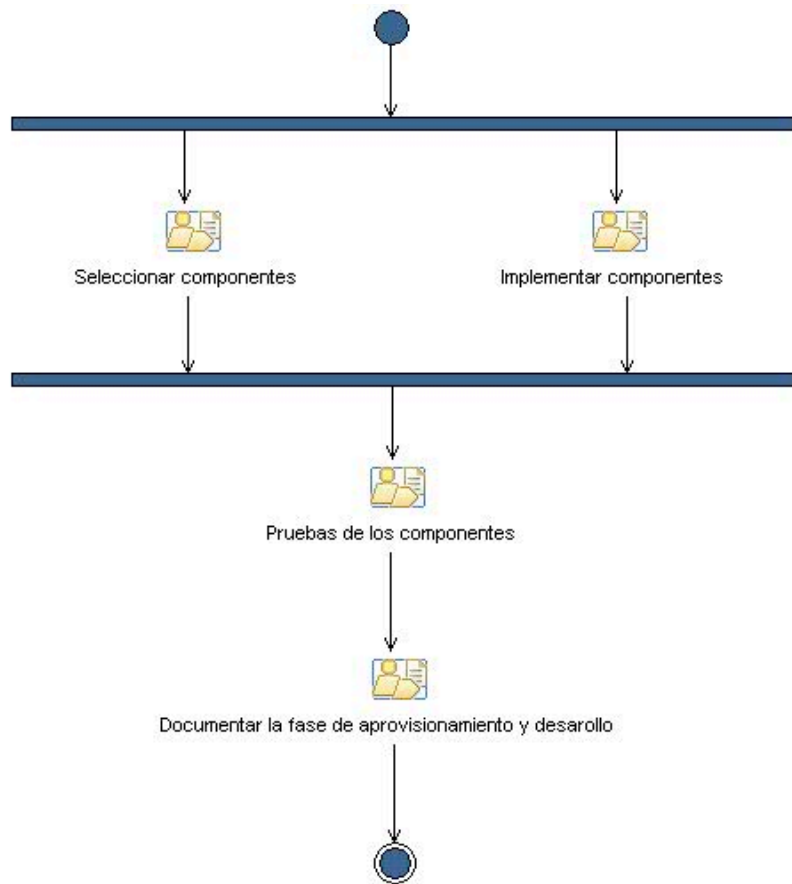 Seleccionar componentes
Implementar componentes
Pruebas de los componentes
Documentar la fase de aprovisionamiento y desarollo